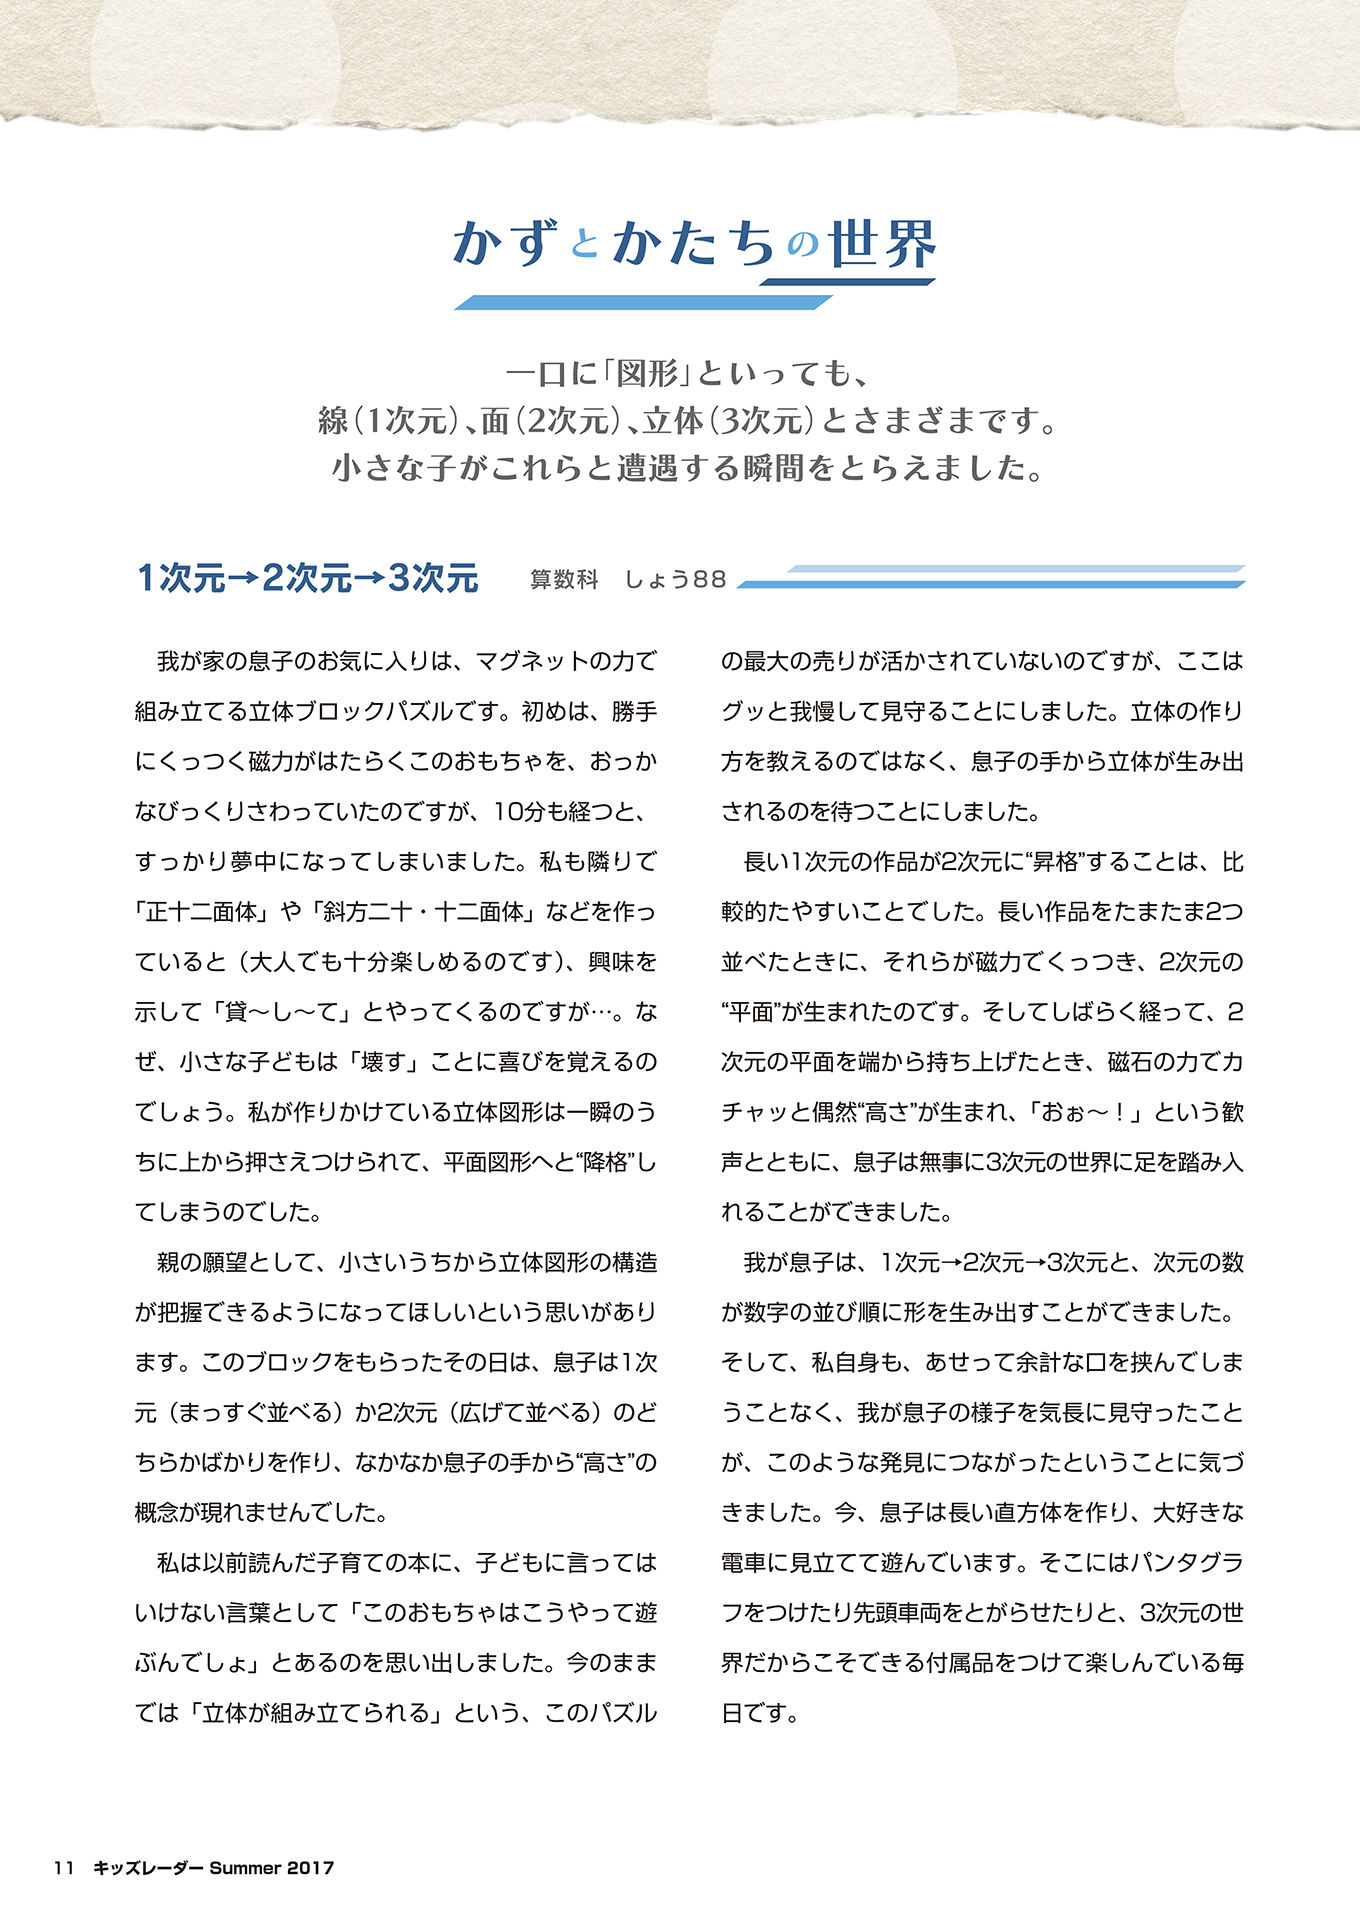 かずとかたちの世界
一口に「図形」といっても、
線（1次元）、面（2次元）、立体（3次元）とさまざまです。
小さな子がこれらと遭遇する瞬間をとらえました。
1次元→2次元→3次元　算数科　しょう88
我が家の息子のお気に入りは、マグネットの力で
組み立てる立体ブロックパズルです。初めは、勝手
にくっつく磁力がはたらくこのおもちゃを、おっか
なびっくりさわっていたのですが、10分も経つと、
すっかり夢中になってしまいました。私も隣りで
「正十二面体」や「斜方二十・十二面体」などを作っ
ていると（大人でも十分楽しめるのです）、興味を
示して「貸～し～て」とやってくるのですが…。な
ぜ、小さな子どもは「壊す」ことに喜びを覚えるの
でしょう。私が作りかけている立体図形は一瞬のう
ちに上から押さえつけられて、平面図形へと“降格”し
てしまうのでした。
親の願望として、小さいうちから立体図形の構造
が把握できるようになってほしいという思いがあり
ます。このブロックをもらったその日は、息子は1次
元（まっすぐ並べる）か2次元（広げて並べる）のど
ちらかばかりを作り、なかなか息子の手から“高さ”の
概念が現れませんでした。
私は以前読んだ子育ての本に、子どもに言っては
いけない言葉として「このおもちゃはこうやって遊
ぶんでしょ」とあるのを思い出しました。今のまま
では「立体が組み立てられる」という、このパズル
の最大の売りが活かされていないのですが、ここは
グッと我慢して見守ることにしました。立体の作り
方を教えるのではなく、息子の手から立体が生み出
されるのを待つことにしました。
長い1次元の作品が2次元に“昇格”することは、比
較的たやすいことでした。長い作品をたまたま2つ
並べたときに、それらが磁力でくっつき、2次元の
“平面”が生まれたのです。そしてしばらく経って、2
次元の平面を端から持ち上げたとき、磁石の力でカ
チャッと偶然“高さ”が生まれ、「おぉ～！」という歓
声とともに、息子は無事に3次元の世界に足を踏み入
れることができました。
我が息子は、1次元→2次元→3次元と、次元の数
が数字の並び順に形を生み出すことができました。
そして、私自身も、あせって余計な口を挟んでしま
うことなく、我が息子の様子を気長に見守ったこと
が、このような発見につながったということに気づ
きました。今、息子は長い直方体を作り、大好きな
電車に見立てて遊んでいます。そこにはパンタグラ
フをつけたり先頭車両をとがらせたりと、3次元の世
界だからこそできる付属品をつけて楽しんでいる毎
日です。
11　キッズレーダー Summer 2017